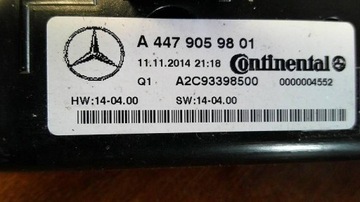 A 447 905 98 01
11.11.2014 21:18 Continental
Q1 A2C93398500 0000004552
HW:14-04.00 SW:14-04.00